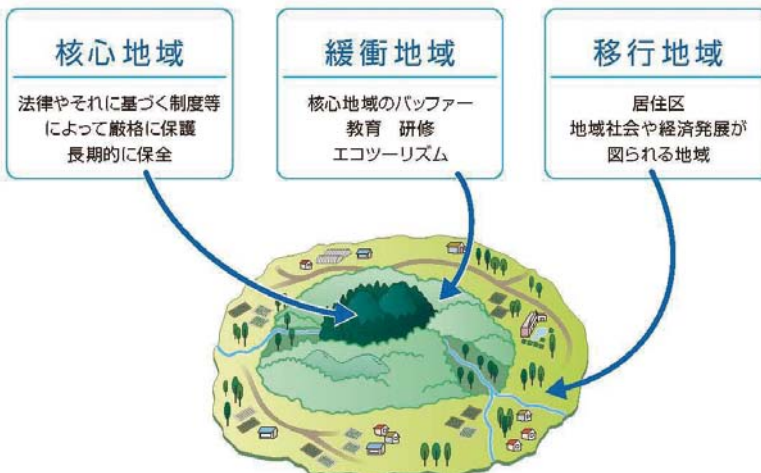 核心地域
法律やそれに基づく制度等
によって厳格に保護
長期的に保全
緩衝地域
核心地域のバッファー
教育　研修
エコツーリズム
移行地域
居住区
地域社会や経済発展が
図られる地域